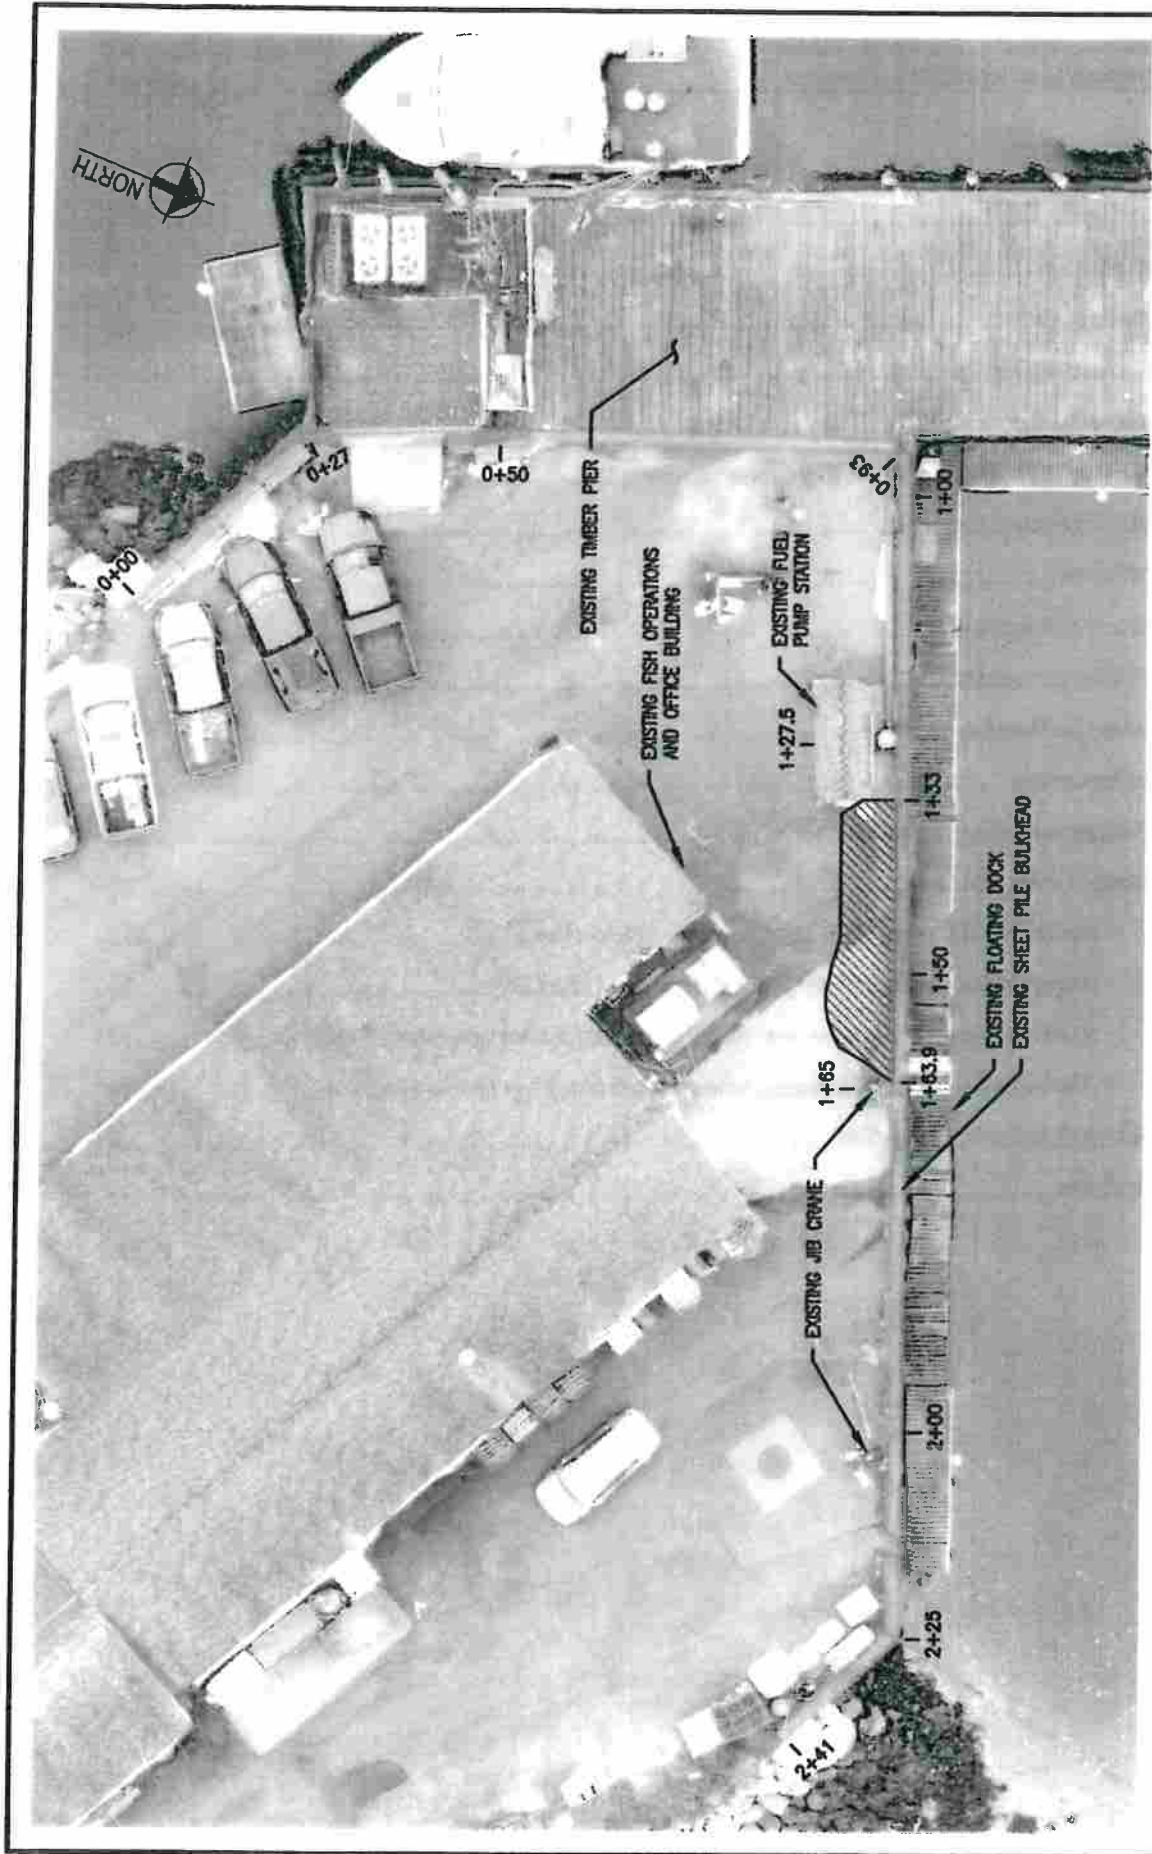 NORTH
0+00
0+27
0+50
EXISTING TIMBER PIER
EXISTING FISH OPERATIONS
AND OFFICE BUILDING
0+93
1+00
EXISTING FUEL
PUMP STATION
1+27.5
1+33
1+50
1+63.9
1+65
EXISTING FLOATING DOCK
EXISTING SHEET PILE BULKHEAD
EXISTING JIB CRANE
2+00
2+25
2+41